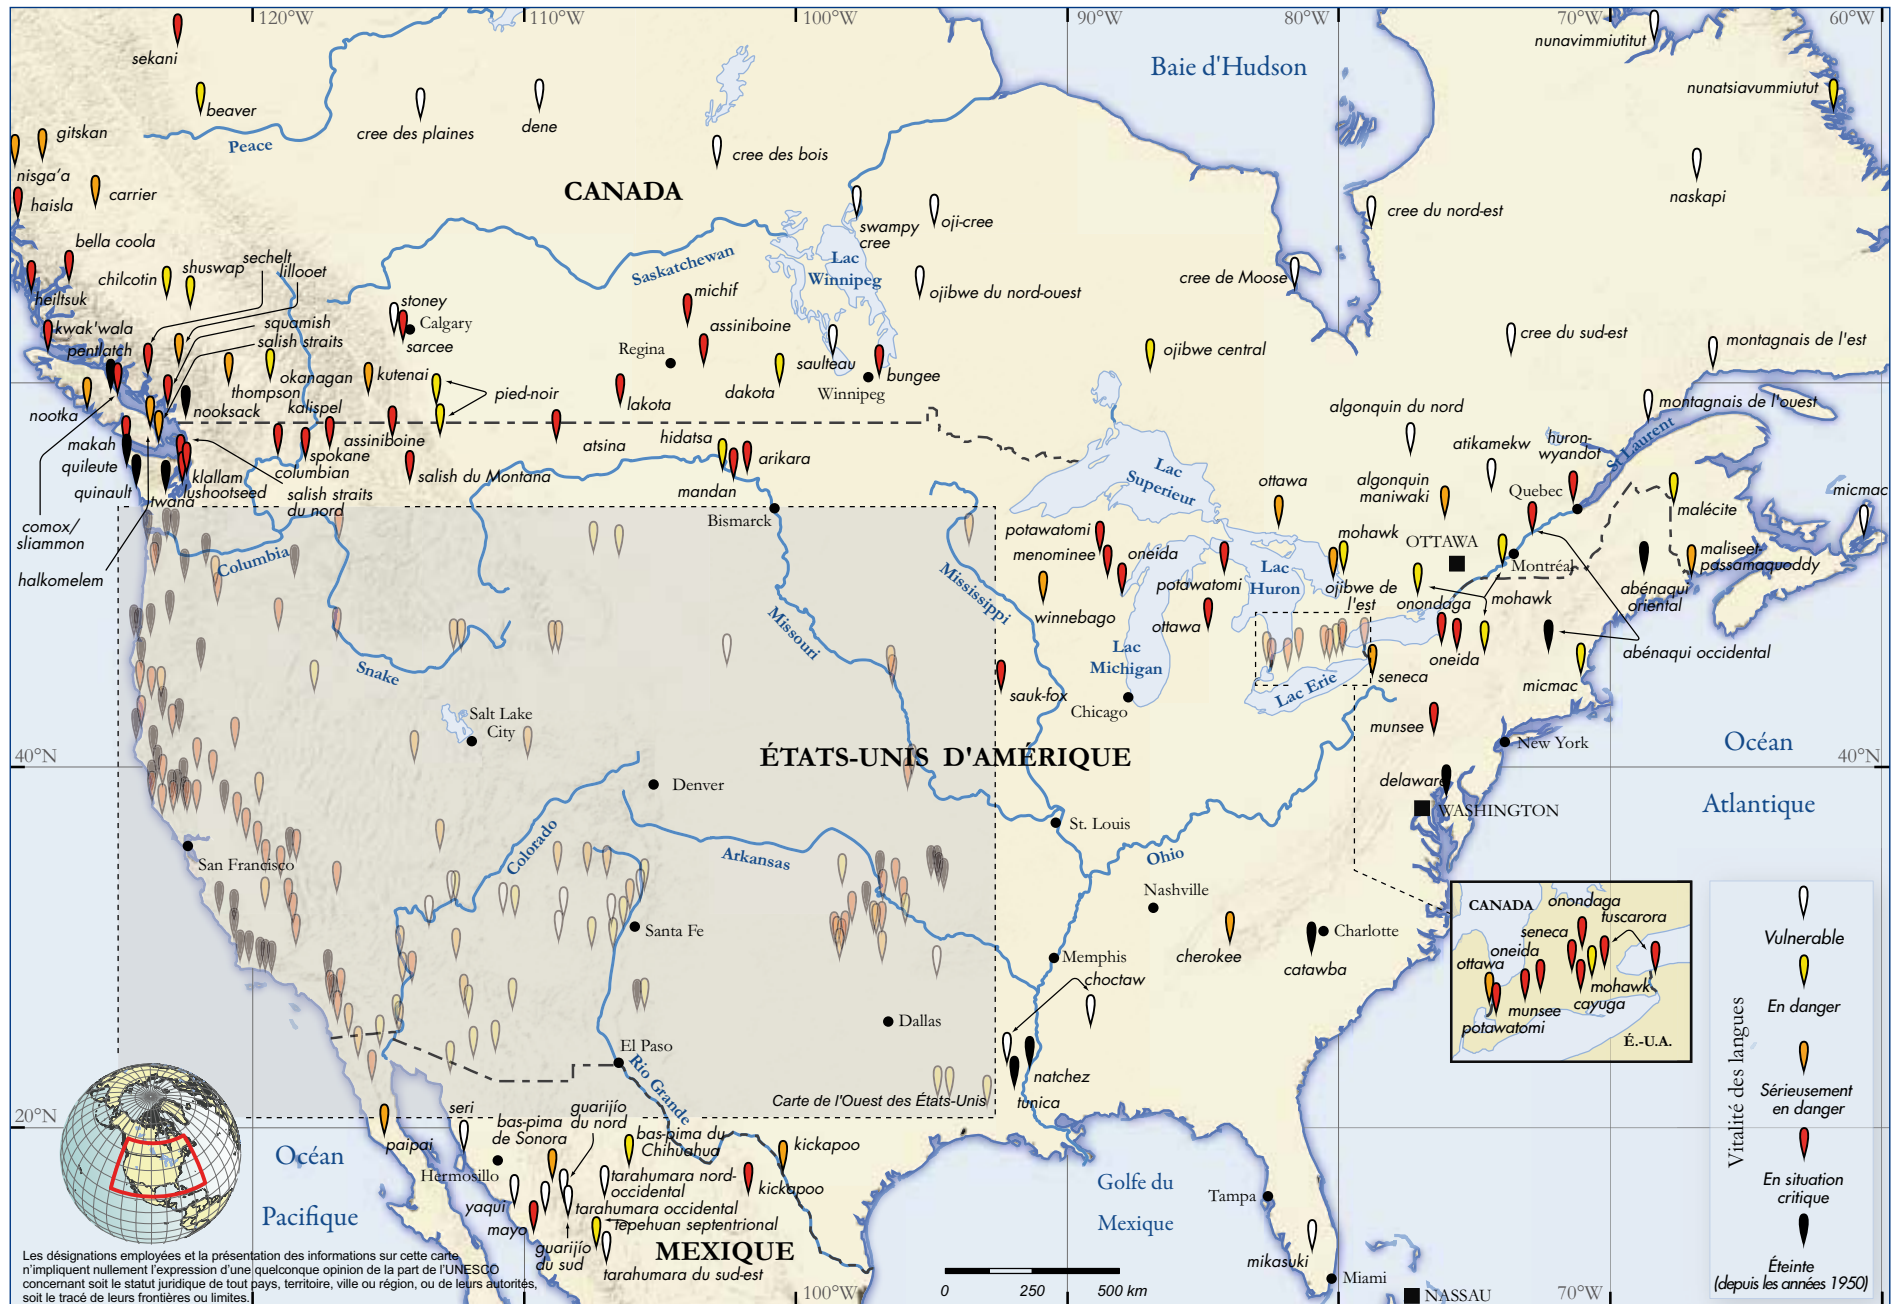 120°W
110°W
100°W
90°W
80°W
70°W
60°W
sekani
beaver
cree des plaines
dene
cree des bois
Peace
Baie d'Hudson
nunavimmiutitut
nunatsiavummiutut
gitskan
nisga'a
haisla
carrier
CANADA
naskapi
cree du nord-est
swampy
cree
oji-cree
bella coola
sechelt
lillooet
chilcotin
shuswap
heiltsuk
Saskatchewan
Lac
Winnipeg
ojibwe du nord-ouest
cree de Moose
stoney
Calgary
sarcee
michif
assiniboine
kwak'wala
pentlatch
squamish
salish straits
Regina
saulteau
Winnipeg
bungee
dakota
ojibwe central
cree du sud-est
montagnais de l'est
okanagan
thompson
kutenai
pied-noir
lakota
nootka
nooksack
kalispel
montagnais de l'ouest
algonquin du nord
atikamekw
huron-
wyandot
St Laurent
makah
quileute
quinault
twana
klallam
lushootseed
spokane
columbian
assiniboine
salish du Montana
salish straits
du nord
atsina
hidatsa
mandan
arikara
Bismarck
Lac
Superieur
ottawa
algonquin
maniwaki
Quebec
malécite
micmac
comox/
sliammon
halkomelem
Columbia
potawatomi
menominee
oneida
mohawk
OTTAWA
Montréal
maliseet-
passamaquoddy
abénaqui
oriental
Mississippi
winnebago
potawatomi
ottawa
Lac
Huron
ojibwe de
l'est
onondaga
mohawk
oneida
abénaqui occidental
Missouri
Snake
Lac
Michigan
Lac Erie
seneca
micmac
sauk-fox
Chicago
munsee
Salt Lake
City
ÉTATS-UNIS D'AMÉRIQUE
New York
Océan
Atlantique
40°N
40°N
Denver
delaware
WASHINGTON
St. Louis
San Francisco
Colorado
Arkansas
Ohio
Nashville
Santa Fe
Memphis
cherokee
Charlotte
catawba
choctaw
Dallas
El Paso
Rio Grande
natchez
tunica
Carte de l'Ouest des États-Unis
CANADA
onondaga
tuscarora
seneca
oneida
ottawa
mohawk
cayuga
munsee
potawatomi
É.-U.A.
Vitalité des langues
Vulnerable
En danger
Sérieusement
en danger
En situation
critique
Éteinte
(depuis les années 1950)
20°N
20°N
paipai
seri
guarijío
du nord
bas-pima
de Sonora
bas-pima du
Chihuahua
kickapoo
kickapoo
Océan
Pacifique
Hermosillo
yaqui
mayo
tarahumara nord-
occidental
tarahumara occidental
tepehuan septentrional
guarijío
du sud
tarahumara du sud-est
MEXIQUE
Golfe du
Mexique
Tampa
mikasuki
Miami
NASSAU
Les désignations employées et la présentation des informations sur cette carte
n'impliquent nullement l'expression d'une quelconque opinion de la part de l'UNESCO
concernant soit le statut juridique de tout pays, territoire, ville ou région, ou de leurs autorités,
soit le tracé de leurs frontières ou limites.
100°W
0 250 500 km
70°W